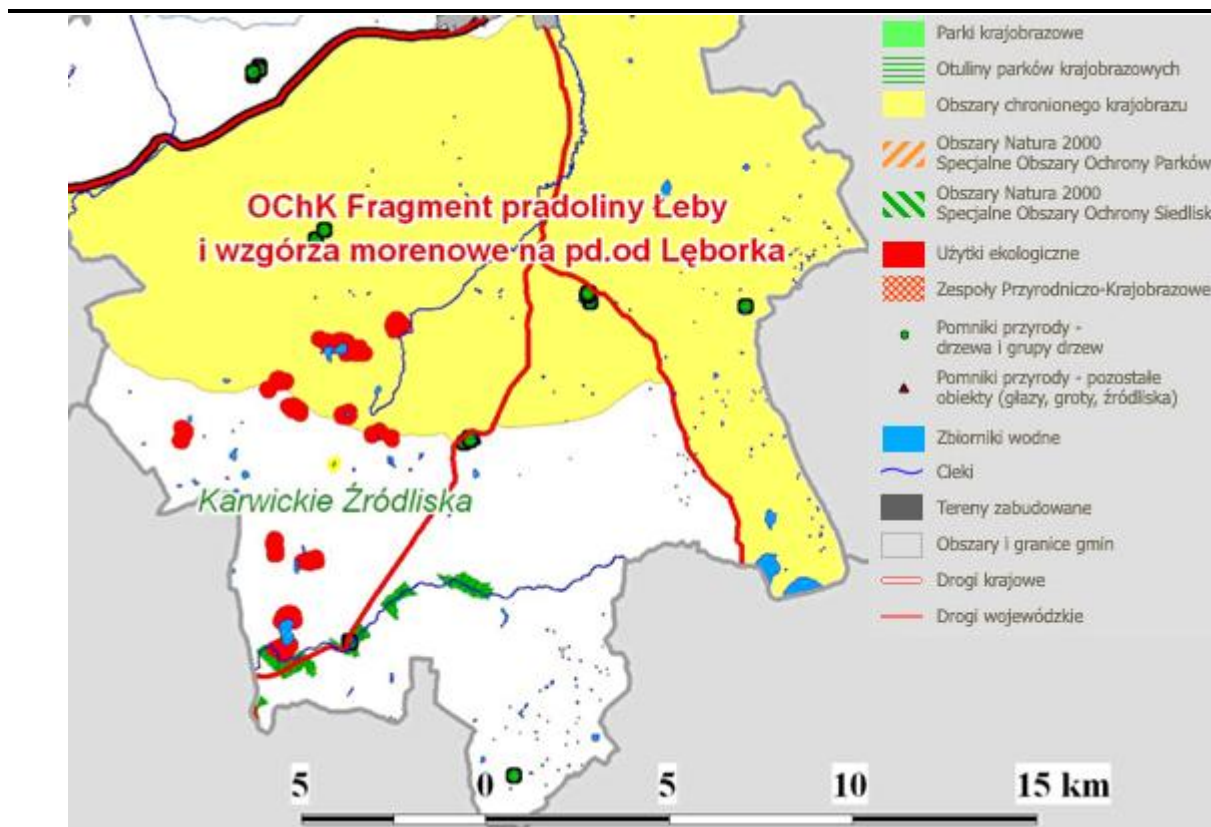 OChK Fragment pradoliny Łeby
i wzgórza morenowe na pd.od Lęborka
Karwickie Źródliska
Parki krajobrazowe
Otuliny parków krajobrazowych
Obszary chronionego krajobrazu
Obszary Natura 2000
Specjalne Obszary Ochrony Parków
Obszary Natura 2000
Specjalne Obszary Ochrony Siedlisk
Użytki ekologiczne
Zespoły Przyrodniczo-Krajobrazowe
Pomniki przyrody -
drzewa i grupy drzew
Pomniki przyrody - pozostałe
obiekty (głazy, groty, źródliska)
Zbiorniki wodne
Cieki
Tereny zabudowane
Obszary i granice gmin
Drogi krajowe
Drogi wojewódzkie
5 0 5 10 15 km